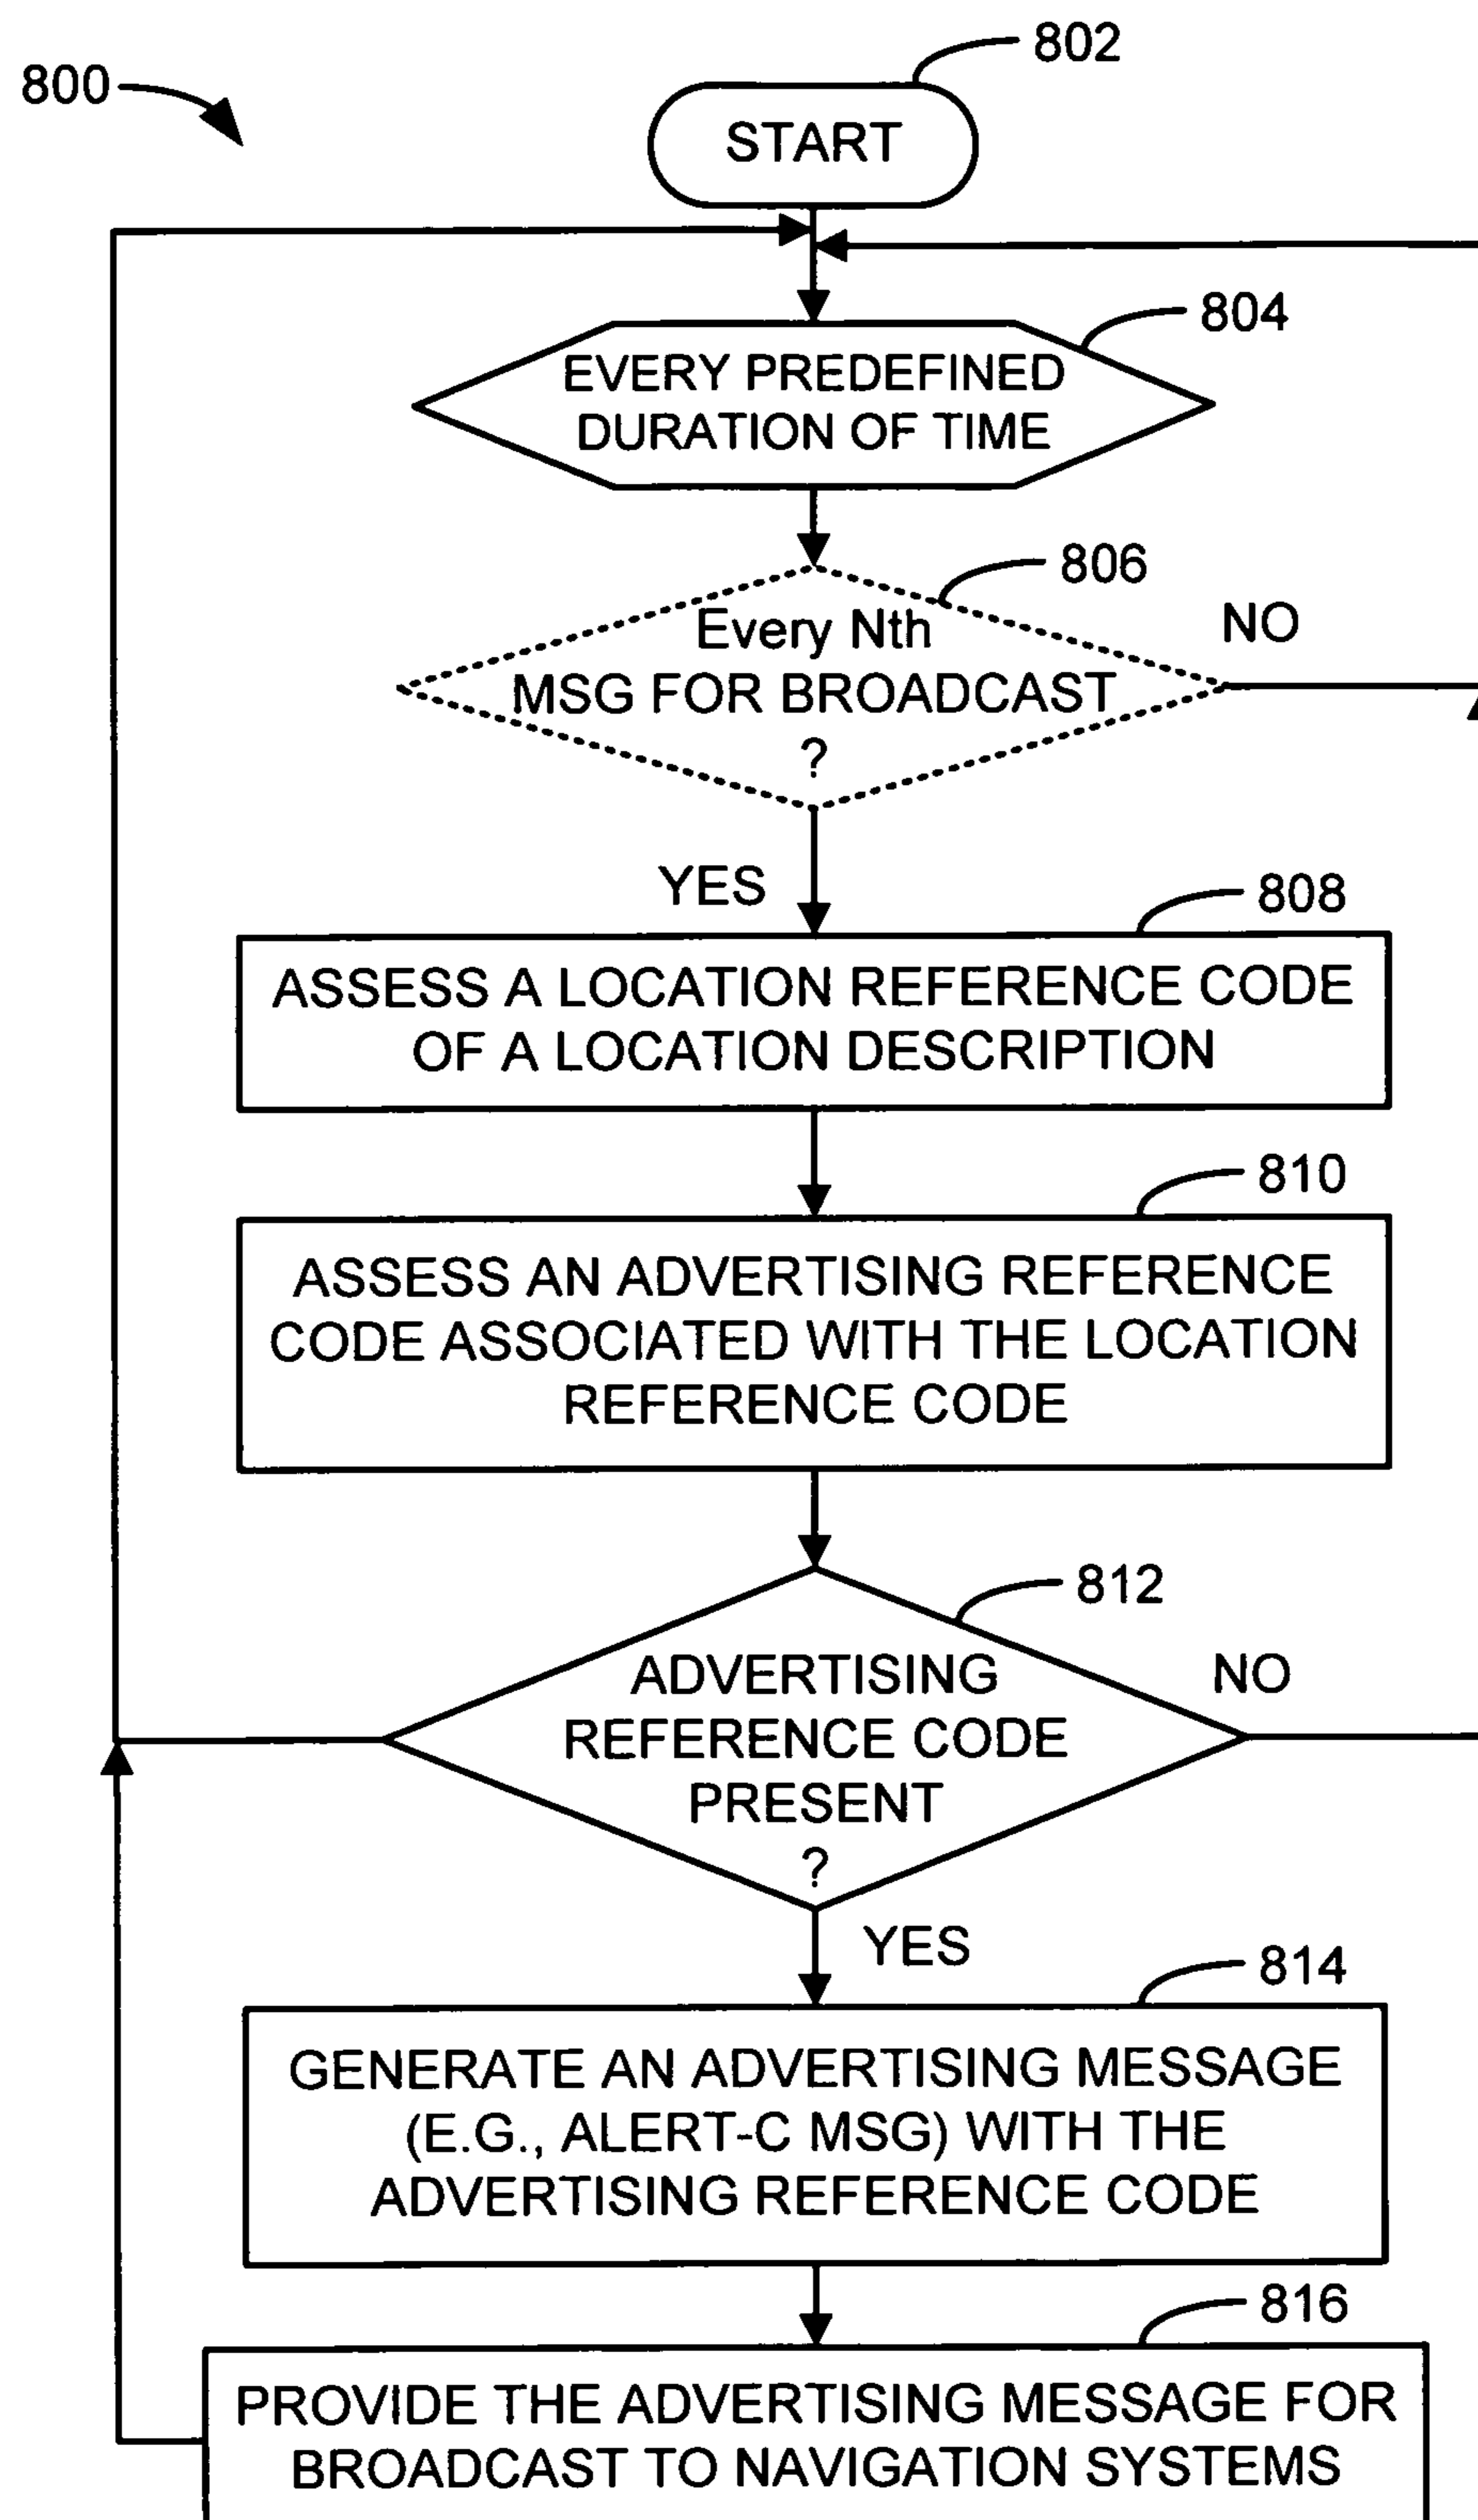 802
800
START
804
EVERY PREDEFINED
DURATION OF TIME
806
Every Nth
MSG FOR BROADCAST
?
NO
YES
808
ASSESS A LOCATION REFERENCE CODE
OF A LOCATION DESCRIPTION
810
ASSESS AN ADVERTISING REFERENCE
CODE ASSOCIATED WITH THE LOCATION
REFERENCE CODE
812
ADVERTISING
REFERENCE CODE
PRESENT
?
NO
YES
814
GENERATE AN ADVERTISING MESSAGE
(E.G., ALERT-C MSG) WITH THE
ADVERTISING REFERENCE CODE
816
PROVIDE THE ADVERTISING MESSAGE FOR
BROADCAST TO NAVIGATION SYSTEMS